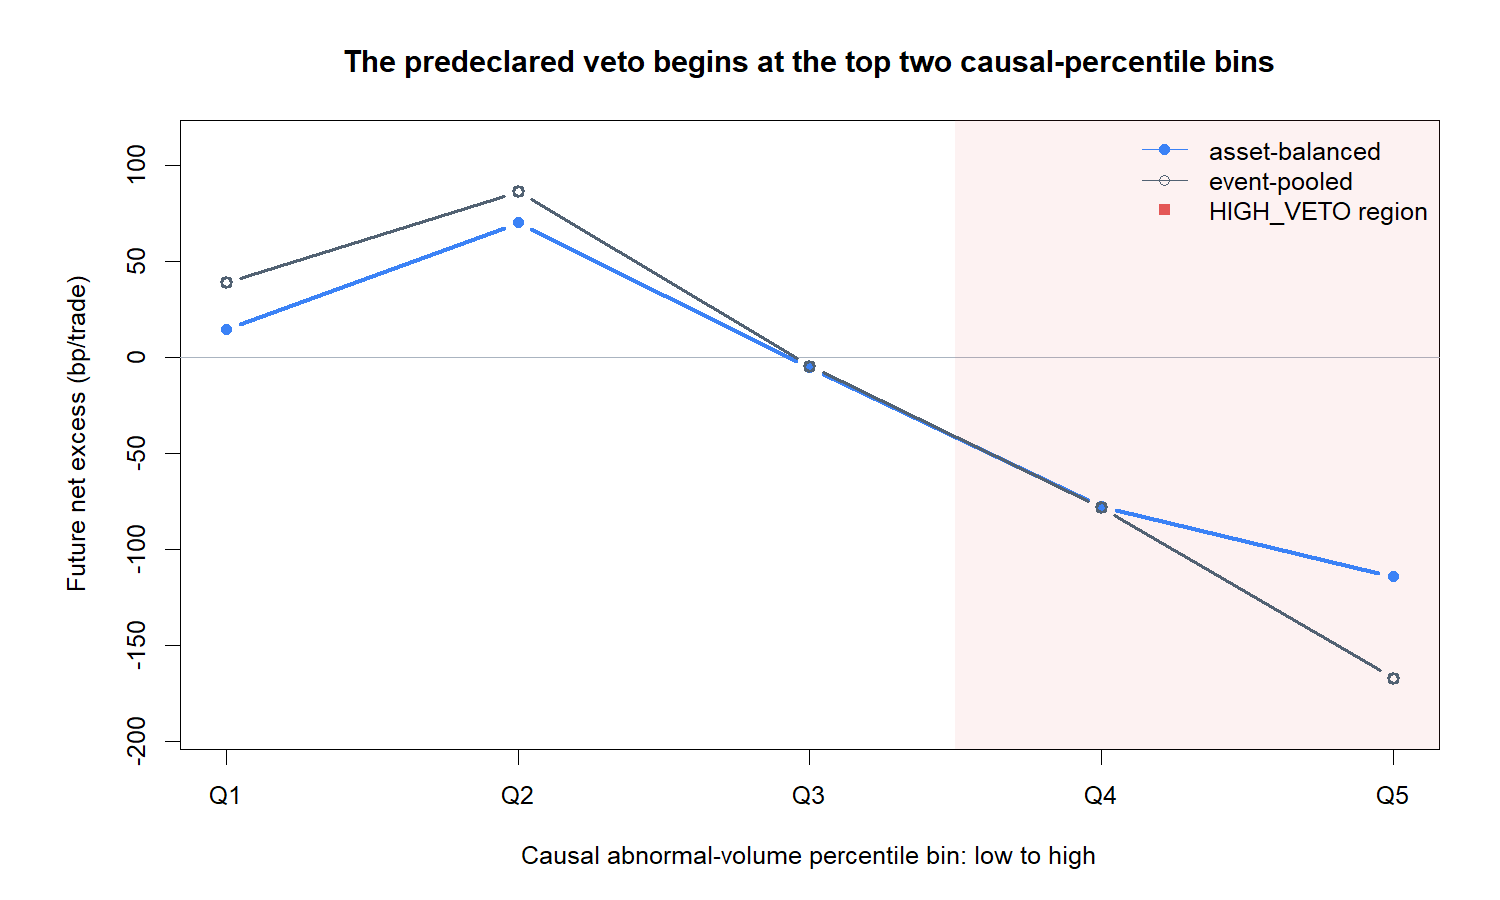 The predeclared veto begins at the top two causal-percentile bins
asset-balanced
event-pooled
HIGH_VETO region
Future net excess (bp/trade)
100
50
0
-50
-100
-150
-200
Q1 Q2 Q3 Q4 Q5
Causal abnormal-volume percentile bin: low to high